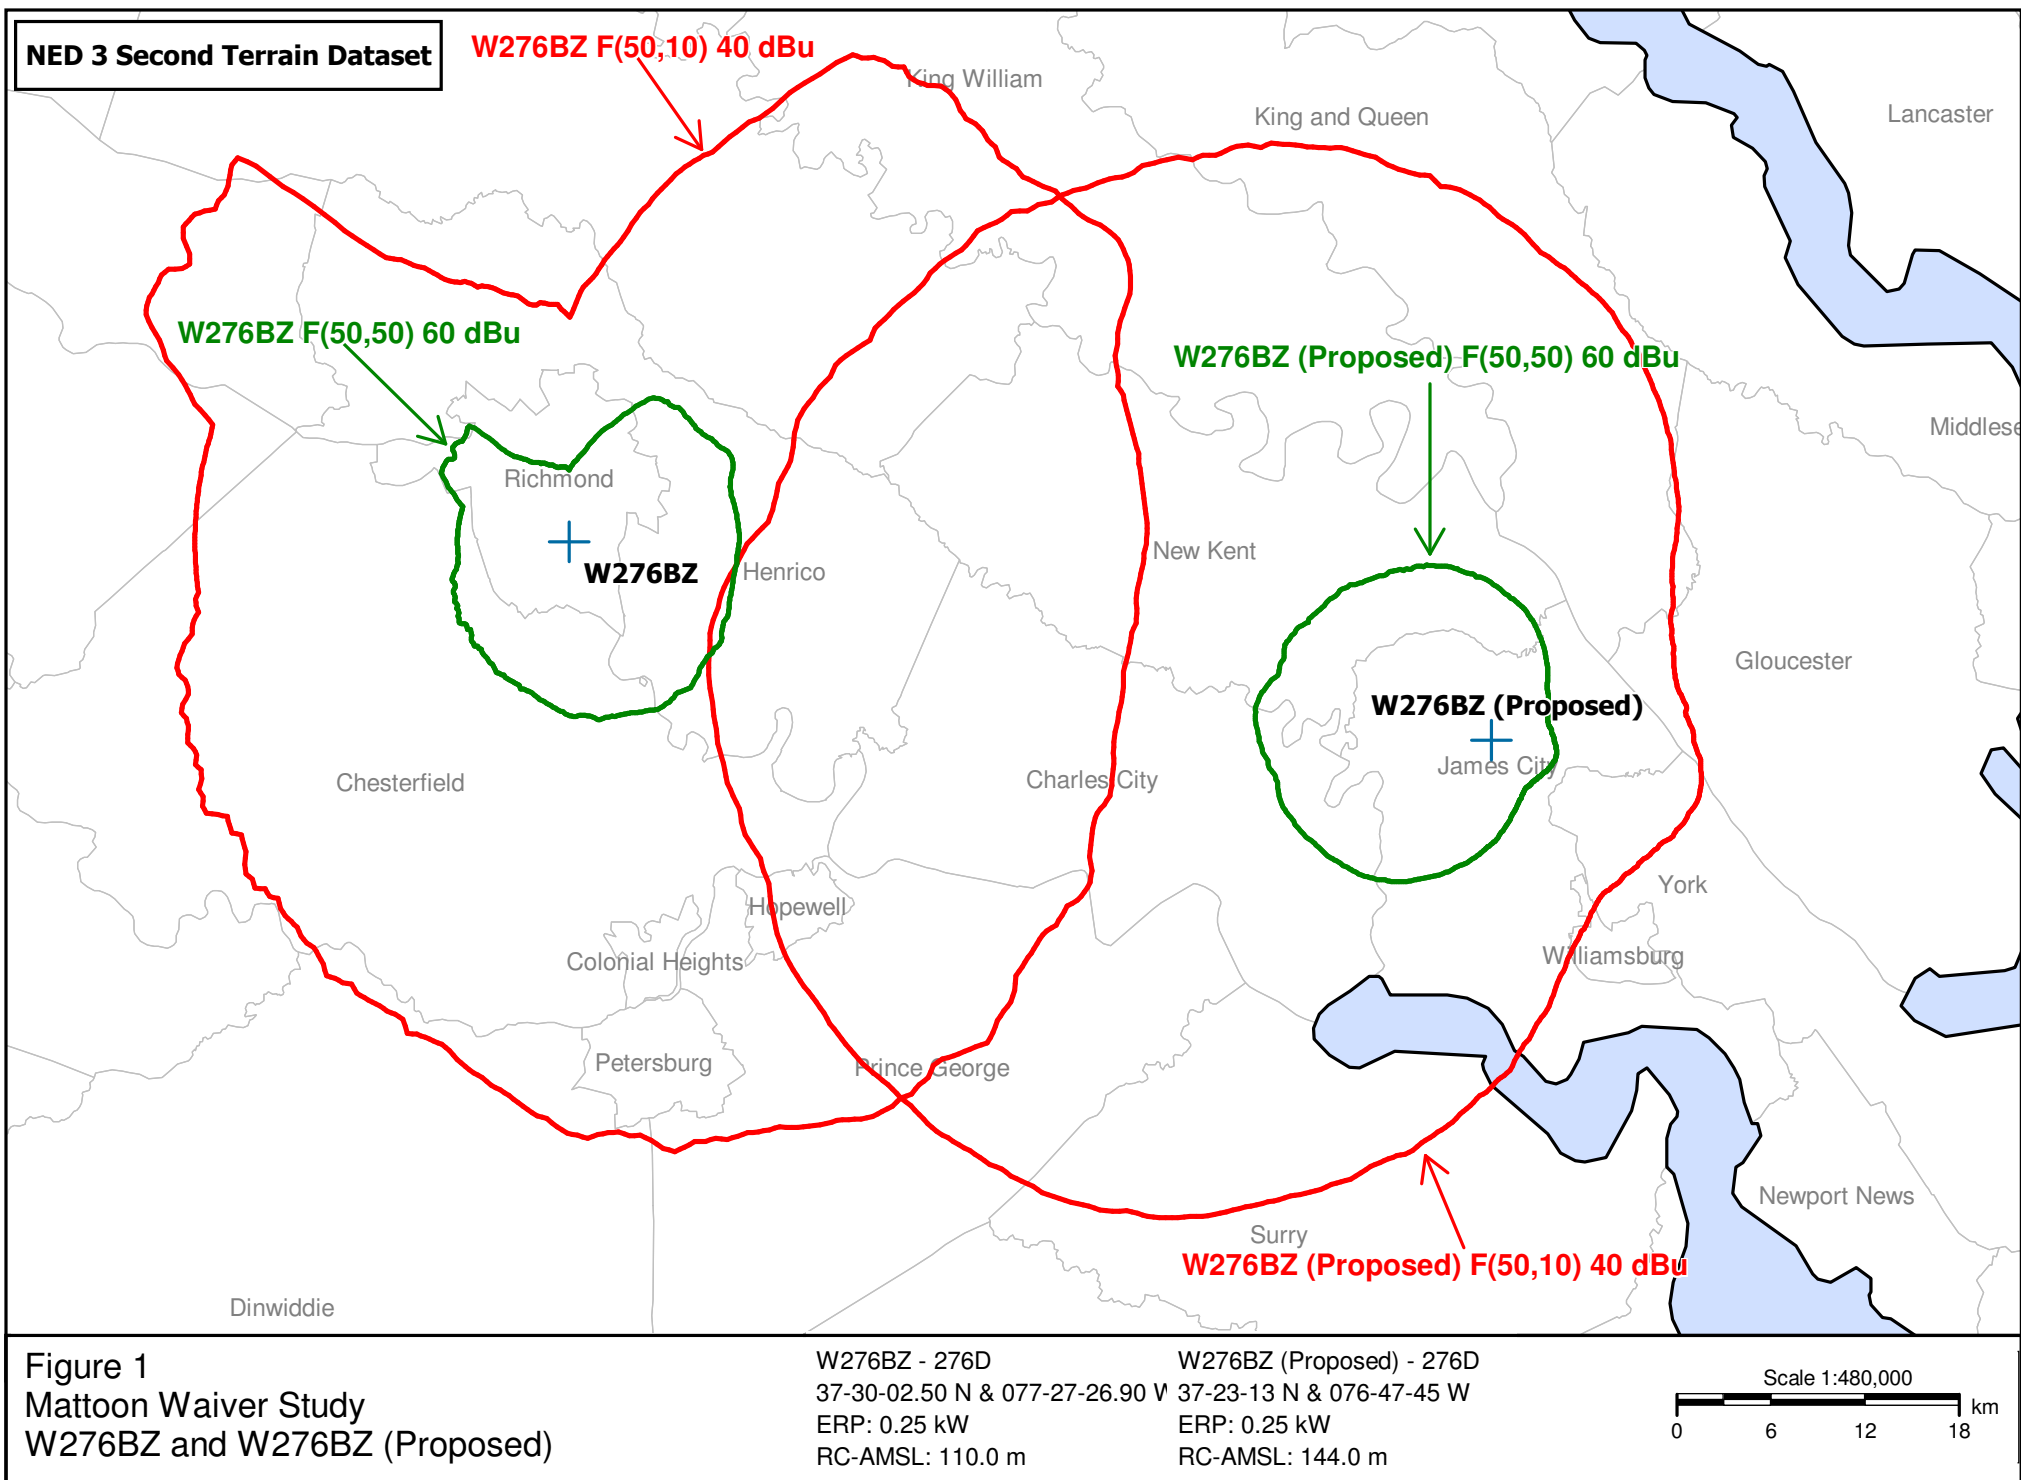 NED 3 Second Terrain Dataset
W276BZ F(50,10) 40 dBu
King William
King and Queen
Lancaster
W276BZ F(50,50) 60 dBu
W276BZ (Proposed) F(50,50) 60 dBu
Middlese
Richmond
W276BZ
Henrico
New Kent
Gloucester
W276BZ (Proposed)
James City
Chesterfield
Charles City
York
Hopewell
Colonial Heights
Williamsburg
Petersburg
Prince George
Newport News
Surry
W276BZ (Proposed) F(50,10) 40 dBu
Dinwiddie
Figure 1
Mattoon Waiver Study
W276BZ and W276BZ (Proposed)
W276BZ - 276D
37-30-02.50 N & 077-27-26.90 W
ERP: 0.25 kW
RC-AMSL: 110.0 m
W276BZ (Proposed) - 276D
37-23-13 N & 076-47-45 W
ERP: 0.25 kW
RC-AMSL: 144.0 m
Scale 1:480,000
km
0 6 12 18